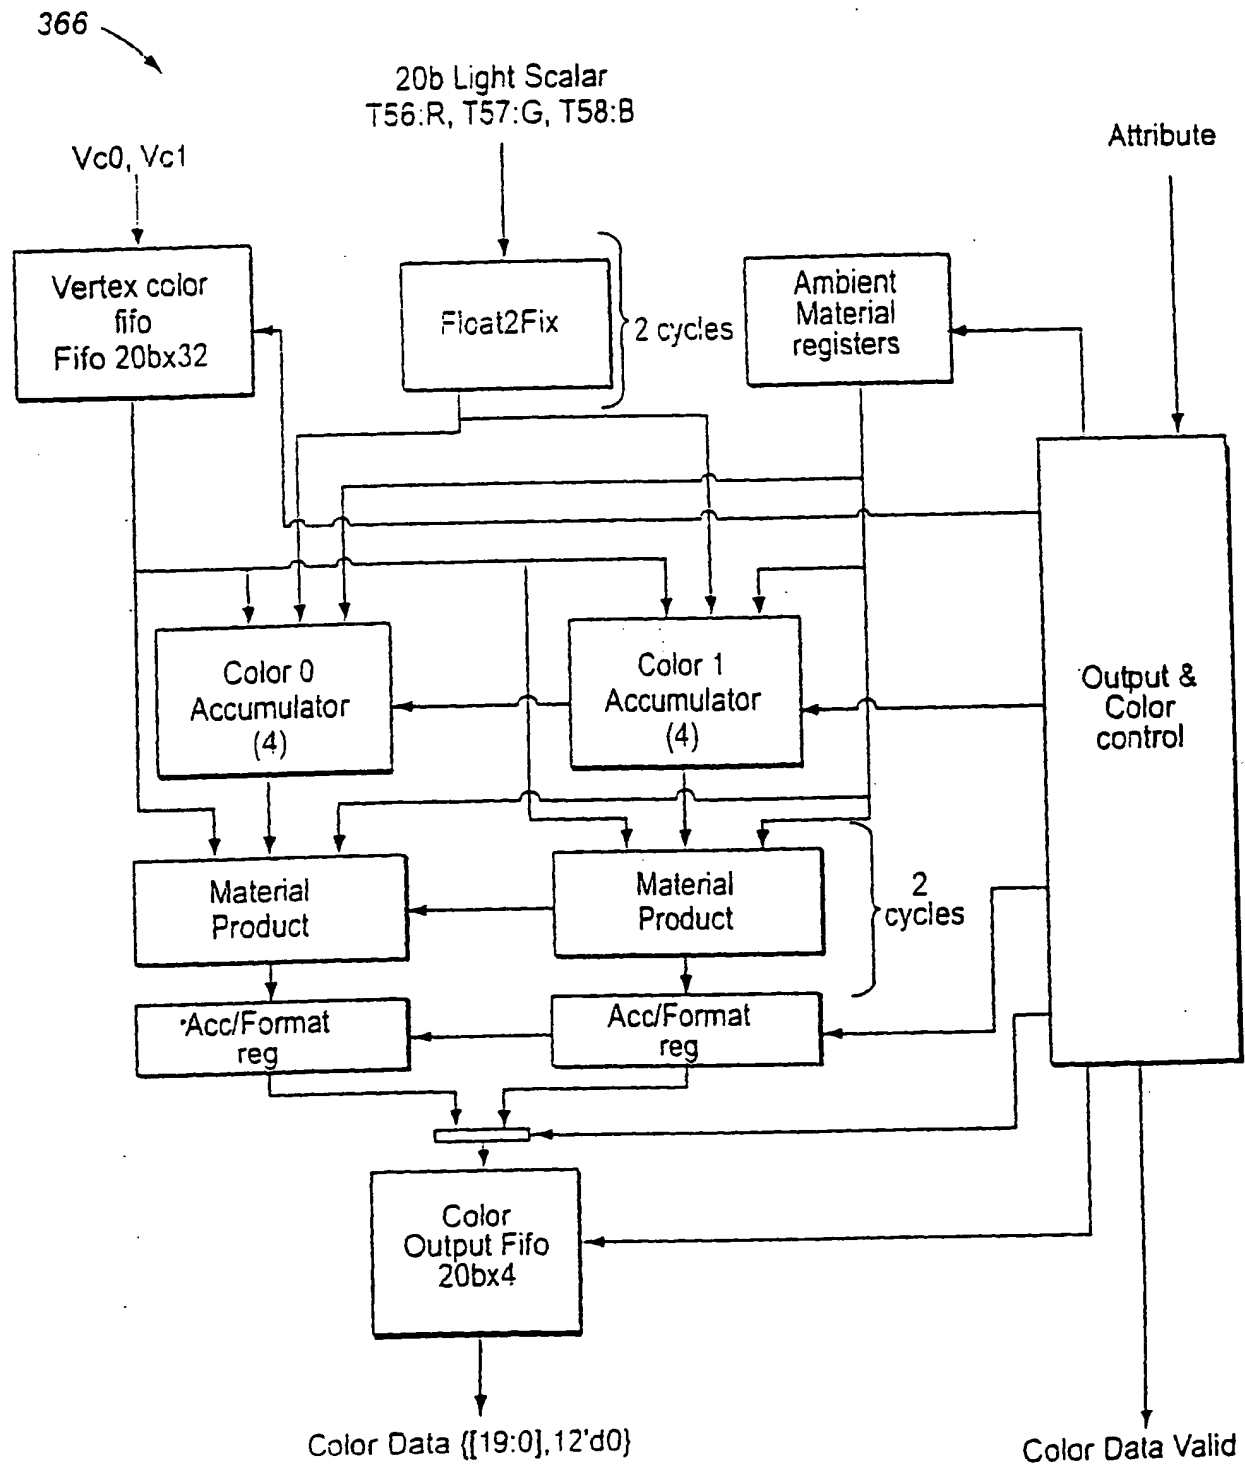 366
20b Light Scalar
T56:R, T57:G, T58:B
Vc0, Vc1
Attribute
Vertex color
fifo
Fifo 20bx32
Float2Fix
2 cycles
Ambient
Material
registers
Color 0
Accumulator
(4)
Color 1
Accumulator
(4)
Output &
Color
control
Material
Product
Material
Product
2
cycles
Acc/Format
reg
Acc/Format
reg
Color
Output Fifo
20bx4
Color Data {[19:0],12'd0}
Color Data Valid